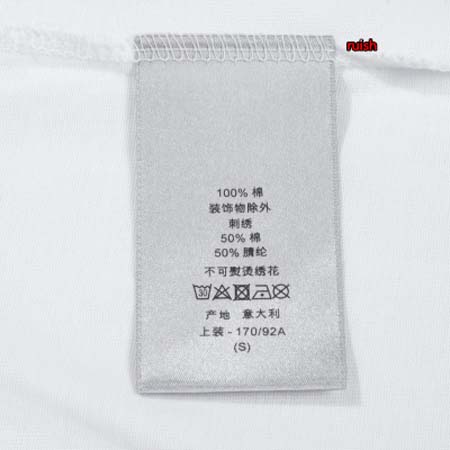 ruish
100% 棉
装饰物除外
刺绣
50% 棉
50% 腈纶
不可熨烫绣花
30
产地 意大利
上装 - 170/92A
(S)